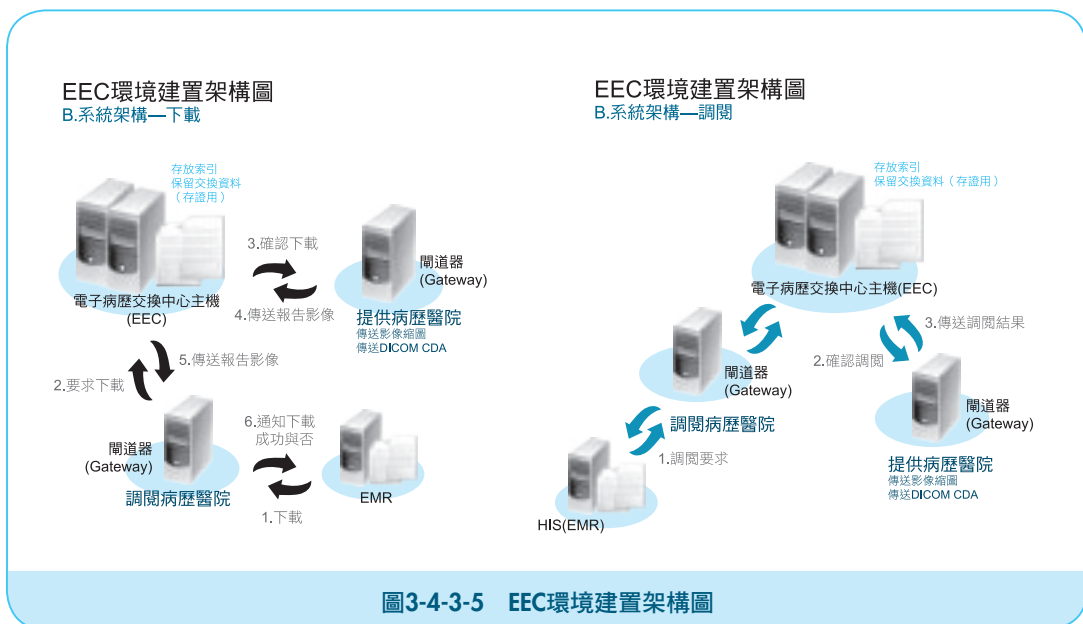 EEC環境建置架構圖
B.系統架構—下載
存放索引
保留交換資料
（存證用）
3.確認下載
閘道器
(Gateway)
電子病歷交換中心主機
(EEC)
4.傳送報告影像
提供病歷醫院
傳送影像縮圖
傳送DICOM CDA
5.傳送報告影像
2.要求下載
6.通知下載
成功與否
閘道器
(Gateway)
調閱病歷醫院
EMR
1.下載
EEC環境建置架構圖
B.系統架構—調閱
存放索引
保留交換資料（存證用）
電子病歷交換中心主機(EEC)
3.傳送調閱結果
2.確認調閱
閘道器
(Gateway)
調閱病歷醫院
1.調閱要求
閘道器
(Gateway)
提供病歷醫院
傳送影像縮圖
傳送DICOM CDA
HIS(EMR)
圖3-4-3-5 EEC環境建置架構圖